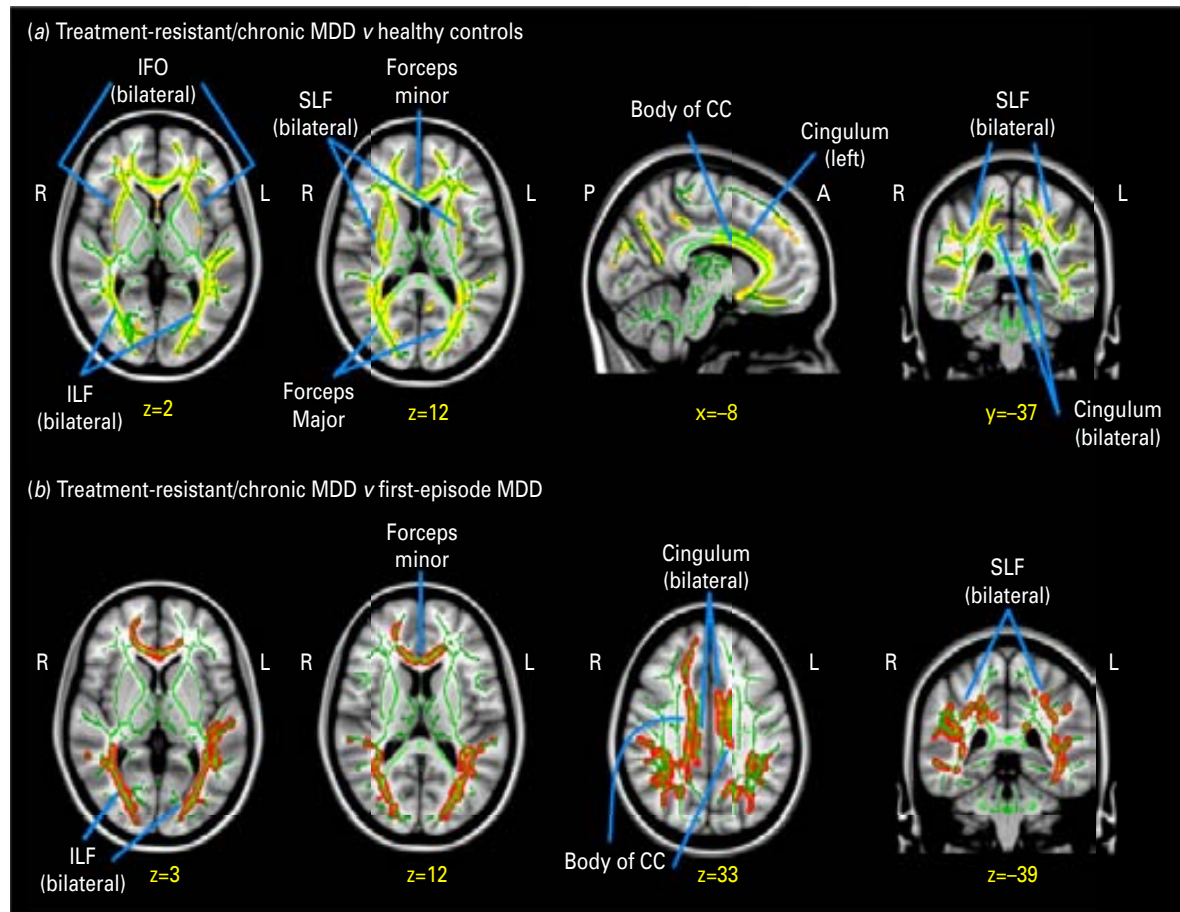 (a) Treatment-resistant/chronic MDD v healthy controls
IFO
(bilateral)
SLF
(bilateral)
Forceps
minor
Body of CC
Cingulum
(left)
SLF
(bilateral)
R
L
R
L
P
A
R
L
ILF
(bilateral)
z=2
Forceps
Major
z=12
x=–8
y=–37
Cingulum
(bilateral)
(b) Treatment-resistant/chronic MDD v first-episode MDD
Forceps
minor
Cingulum
(bilateral)
SLF
(bilateral)
R
L
R
L
R
L
R
L
ILF
(bilateral)
z=3
z=12
Body of CC
z=33
z=–39